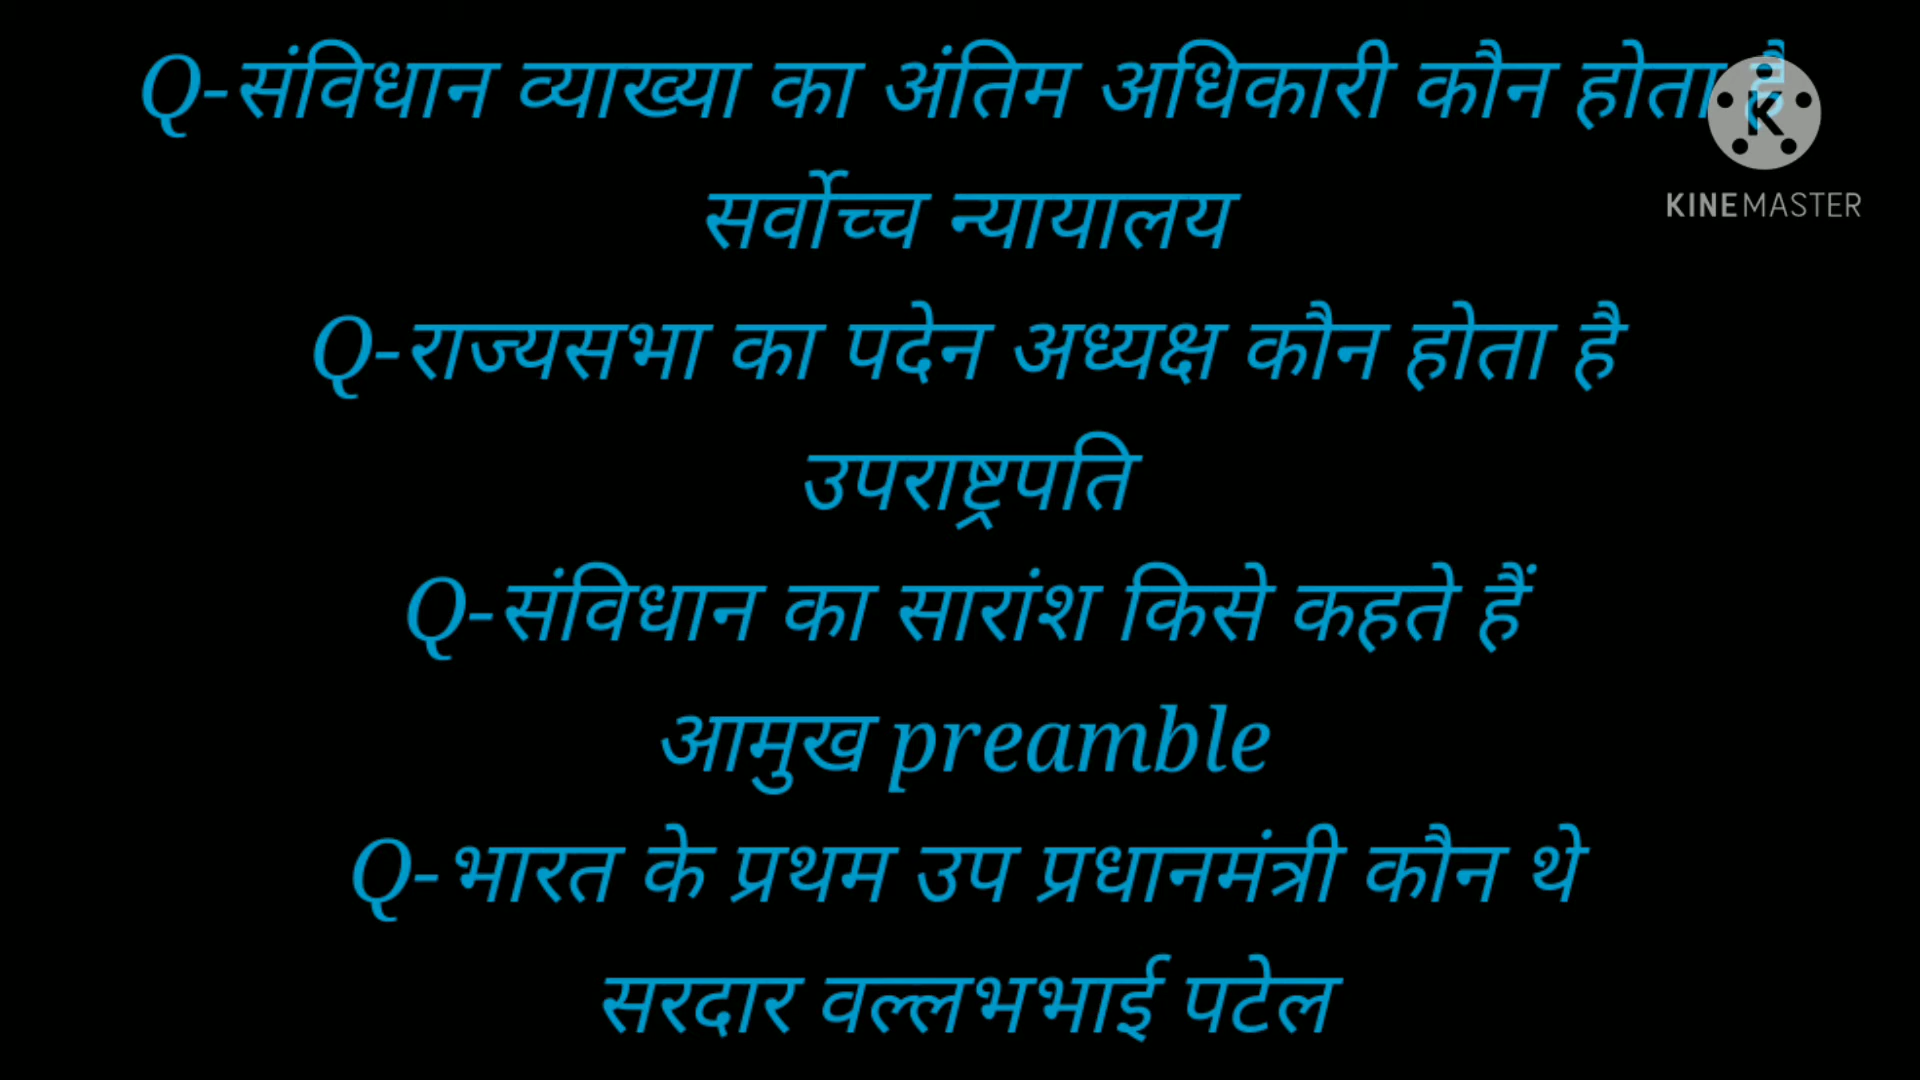 Q-संविधान व्याख्या का अंतिम अधिकारी कौन होता है
सर्वोच्च न्यायालय
Q-राज्यसभा का पदेन अध्यक्ष कौन होता है
उपराष्ट्रपति
Q-संविधान का सारांश किसे कहते हैं
आमुख preamble
Q-भारत के प्रथम उप प्रधानमंत्री कौन थे
सरदार वल्लभभाई पटेल
K
KINEMASTER